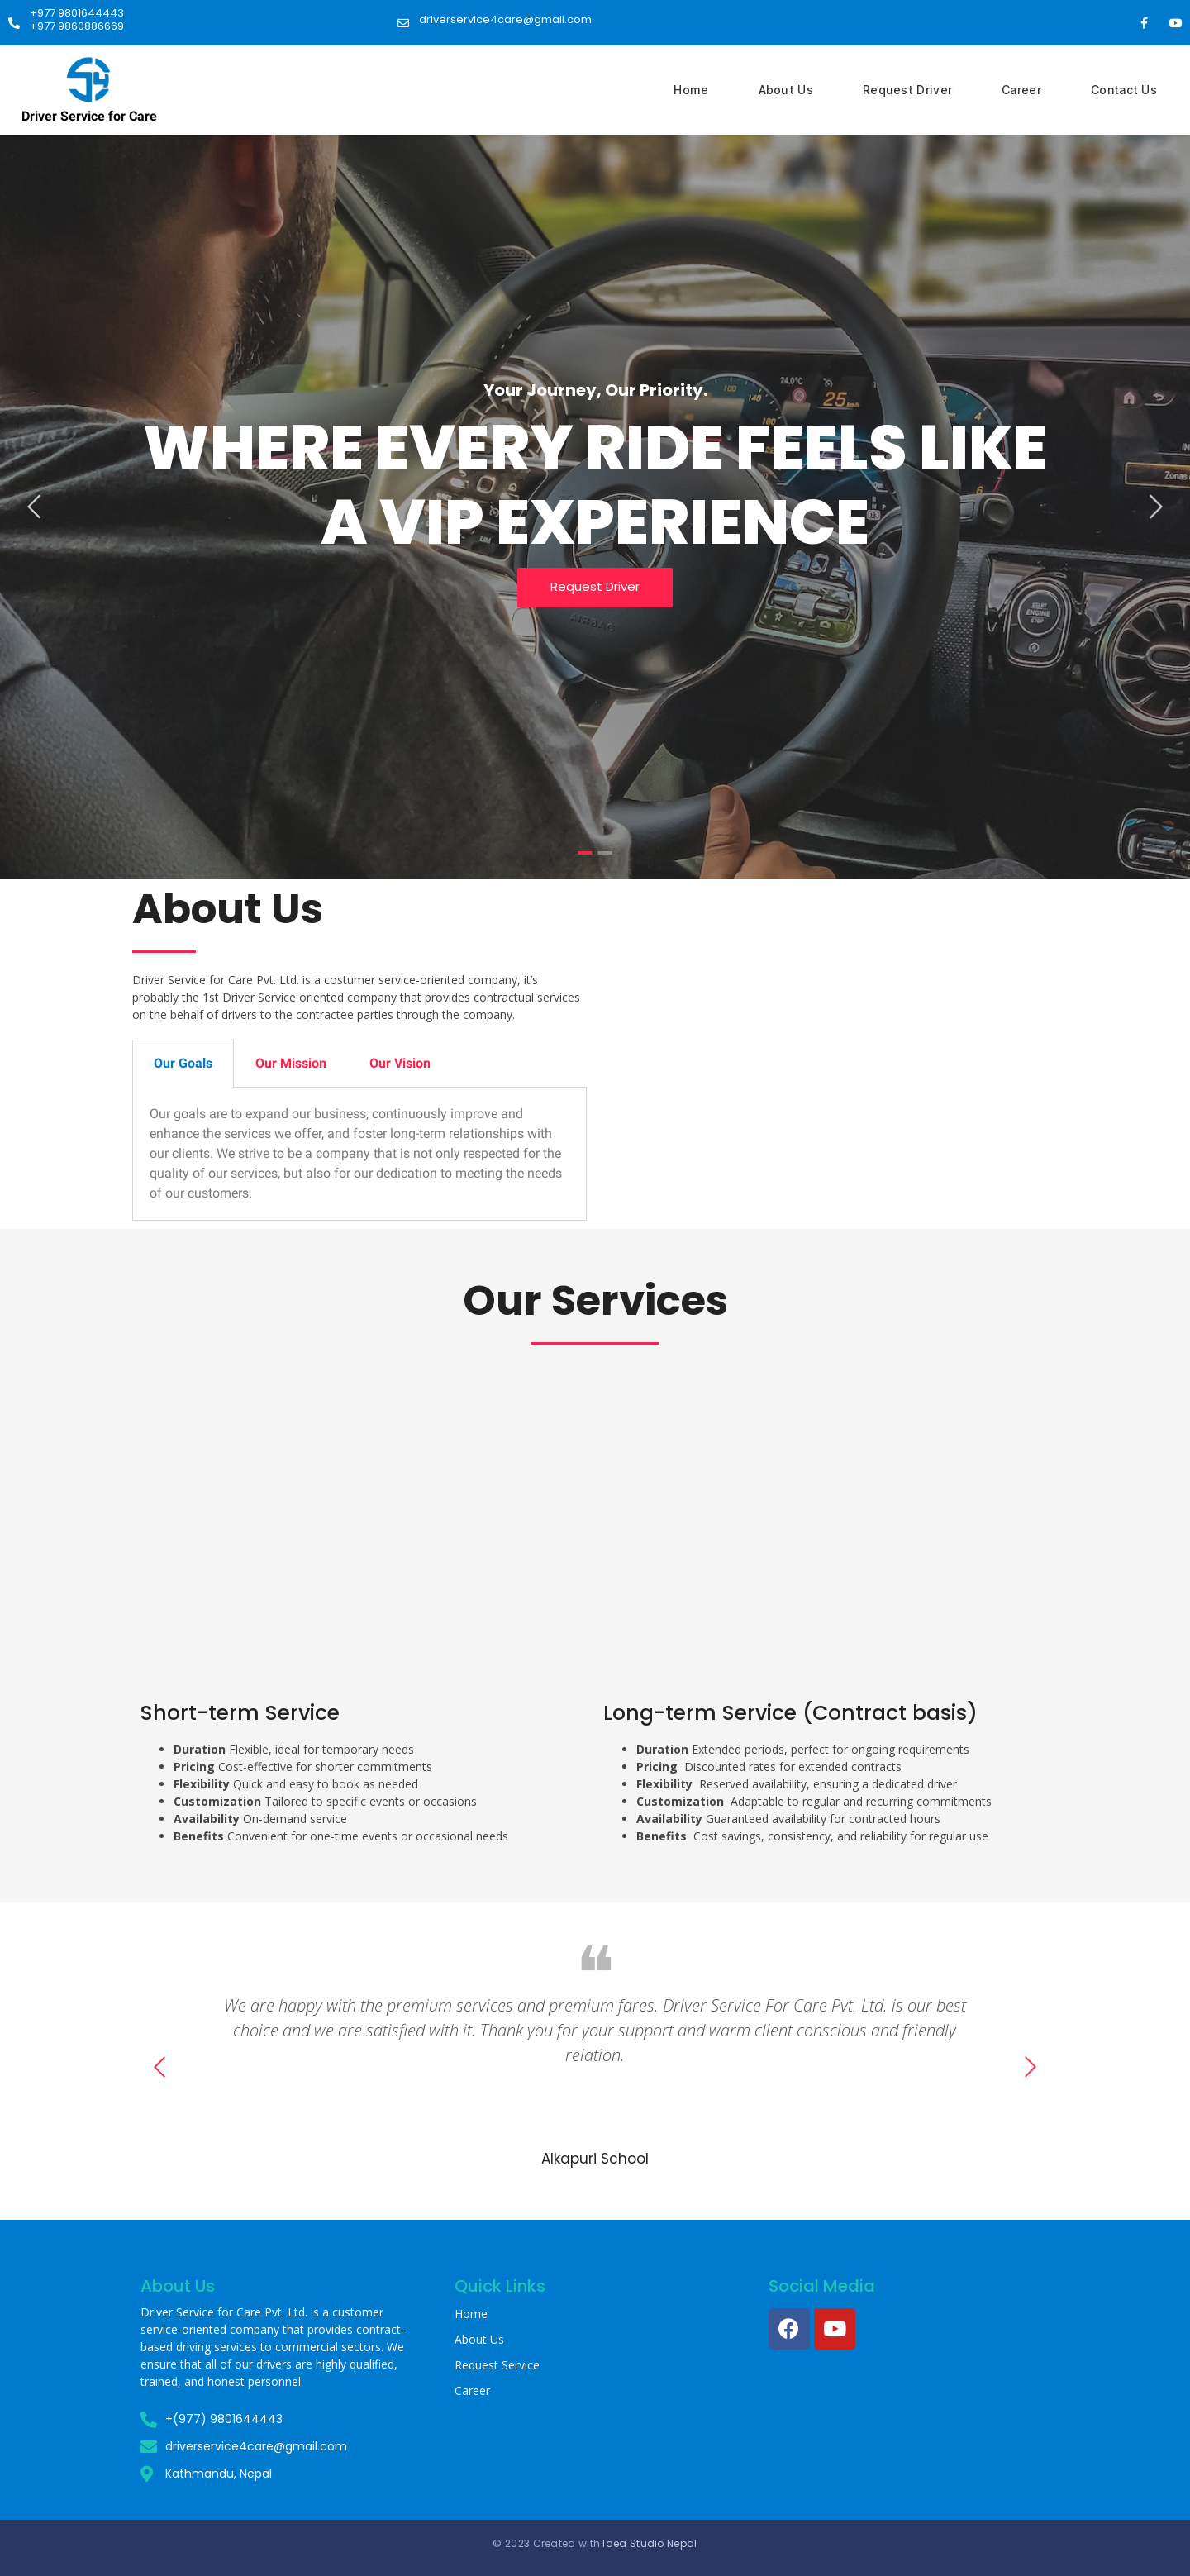 +977 9801644443
+977 9860886669
driverservice4care@gmail.com
Driver Service for Care
Home
About Us
Request Driver
Career
Contact Us
24.0°C
25
START
ENGINE
STOP
AIRBAG
Your Journey, Our Priority.
WHERE EVERY RIDE FEELS LIKE
A VIP EXPERIENCE
Request Driver
About Us
Driver Service for Care Pvt. Ltd. is a costumer service-oriented company, it’s
probably the 1st Driver Service oriented company that provides contractual services
on the behalf of drivers to the contractee parties through the company.
Our Goals
Our Mission
Our Vision
Our goals are to expand our business, continuously improve and
enhance the services we offer, and foster long-term relationships with
our clients. We strive to be a company that is not only respected for the
quality of our services, but also for our dedication to meeting the needs
of our customers.
Our Services
Short-term Service
Duration Flexible, ideal for temporary needs
Pricing Cost-effective for shorter commitments
Flexibility Quick and easy to book as needed
Customization Tailored to specific events or occasions
Availability On-demand service
Benefits Convenient for one-time events or occasional needs
Long-term Service (Contract basis)
Duration Extended periods, perfect for ongoing requirements
Pricing Discounted rates for extended contracts
Flexibility Reserved availability, ensuring a dedicated driver
Customization Adaptable to regular and recurring commitments
Availability Guaranteed availability for contracted hours
Benefits Cost savings, consistency, and reliability for regular use
❝
We are happy with the premium services and premium fares. Driver Service For Care Pvt. Ltd. is our best
choice and we are satisfied with it. Thank you for your support and warm client conscious and friendly
relation.
Alkapuri School
About Us
Driver Service for Care Pvt. Ltd. is a customer
service-oriented company that provides contract-
based driving services to commercial sectors. We
ensure that all of our drivers are highly qualified,
trained, and honest personnel.
+(977) 9801644443
driverservice4care@gmail.com
Kathmandu, Nepal
Quick Links
Home
About Us
Request Service
Career
Social Media
© 2023 Created with Idea Studio Nepal